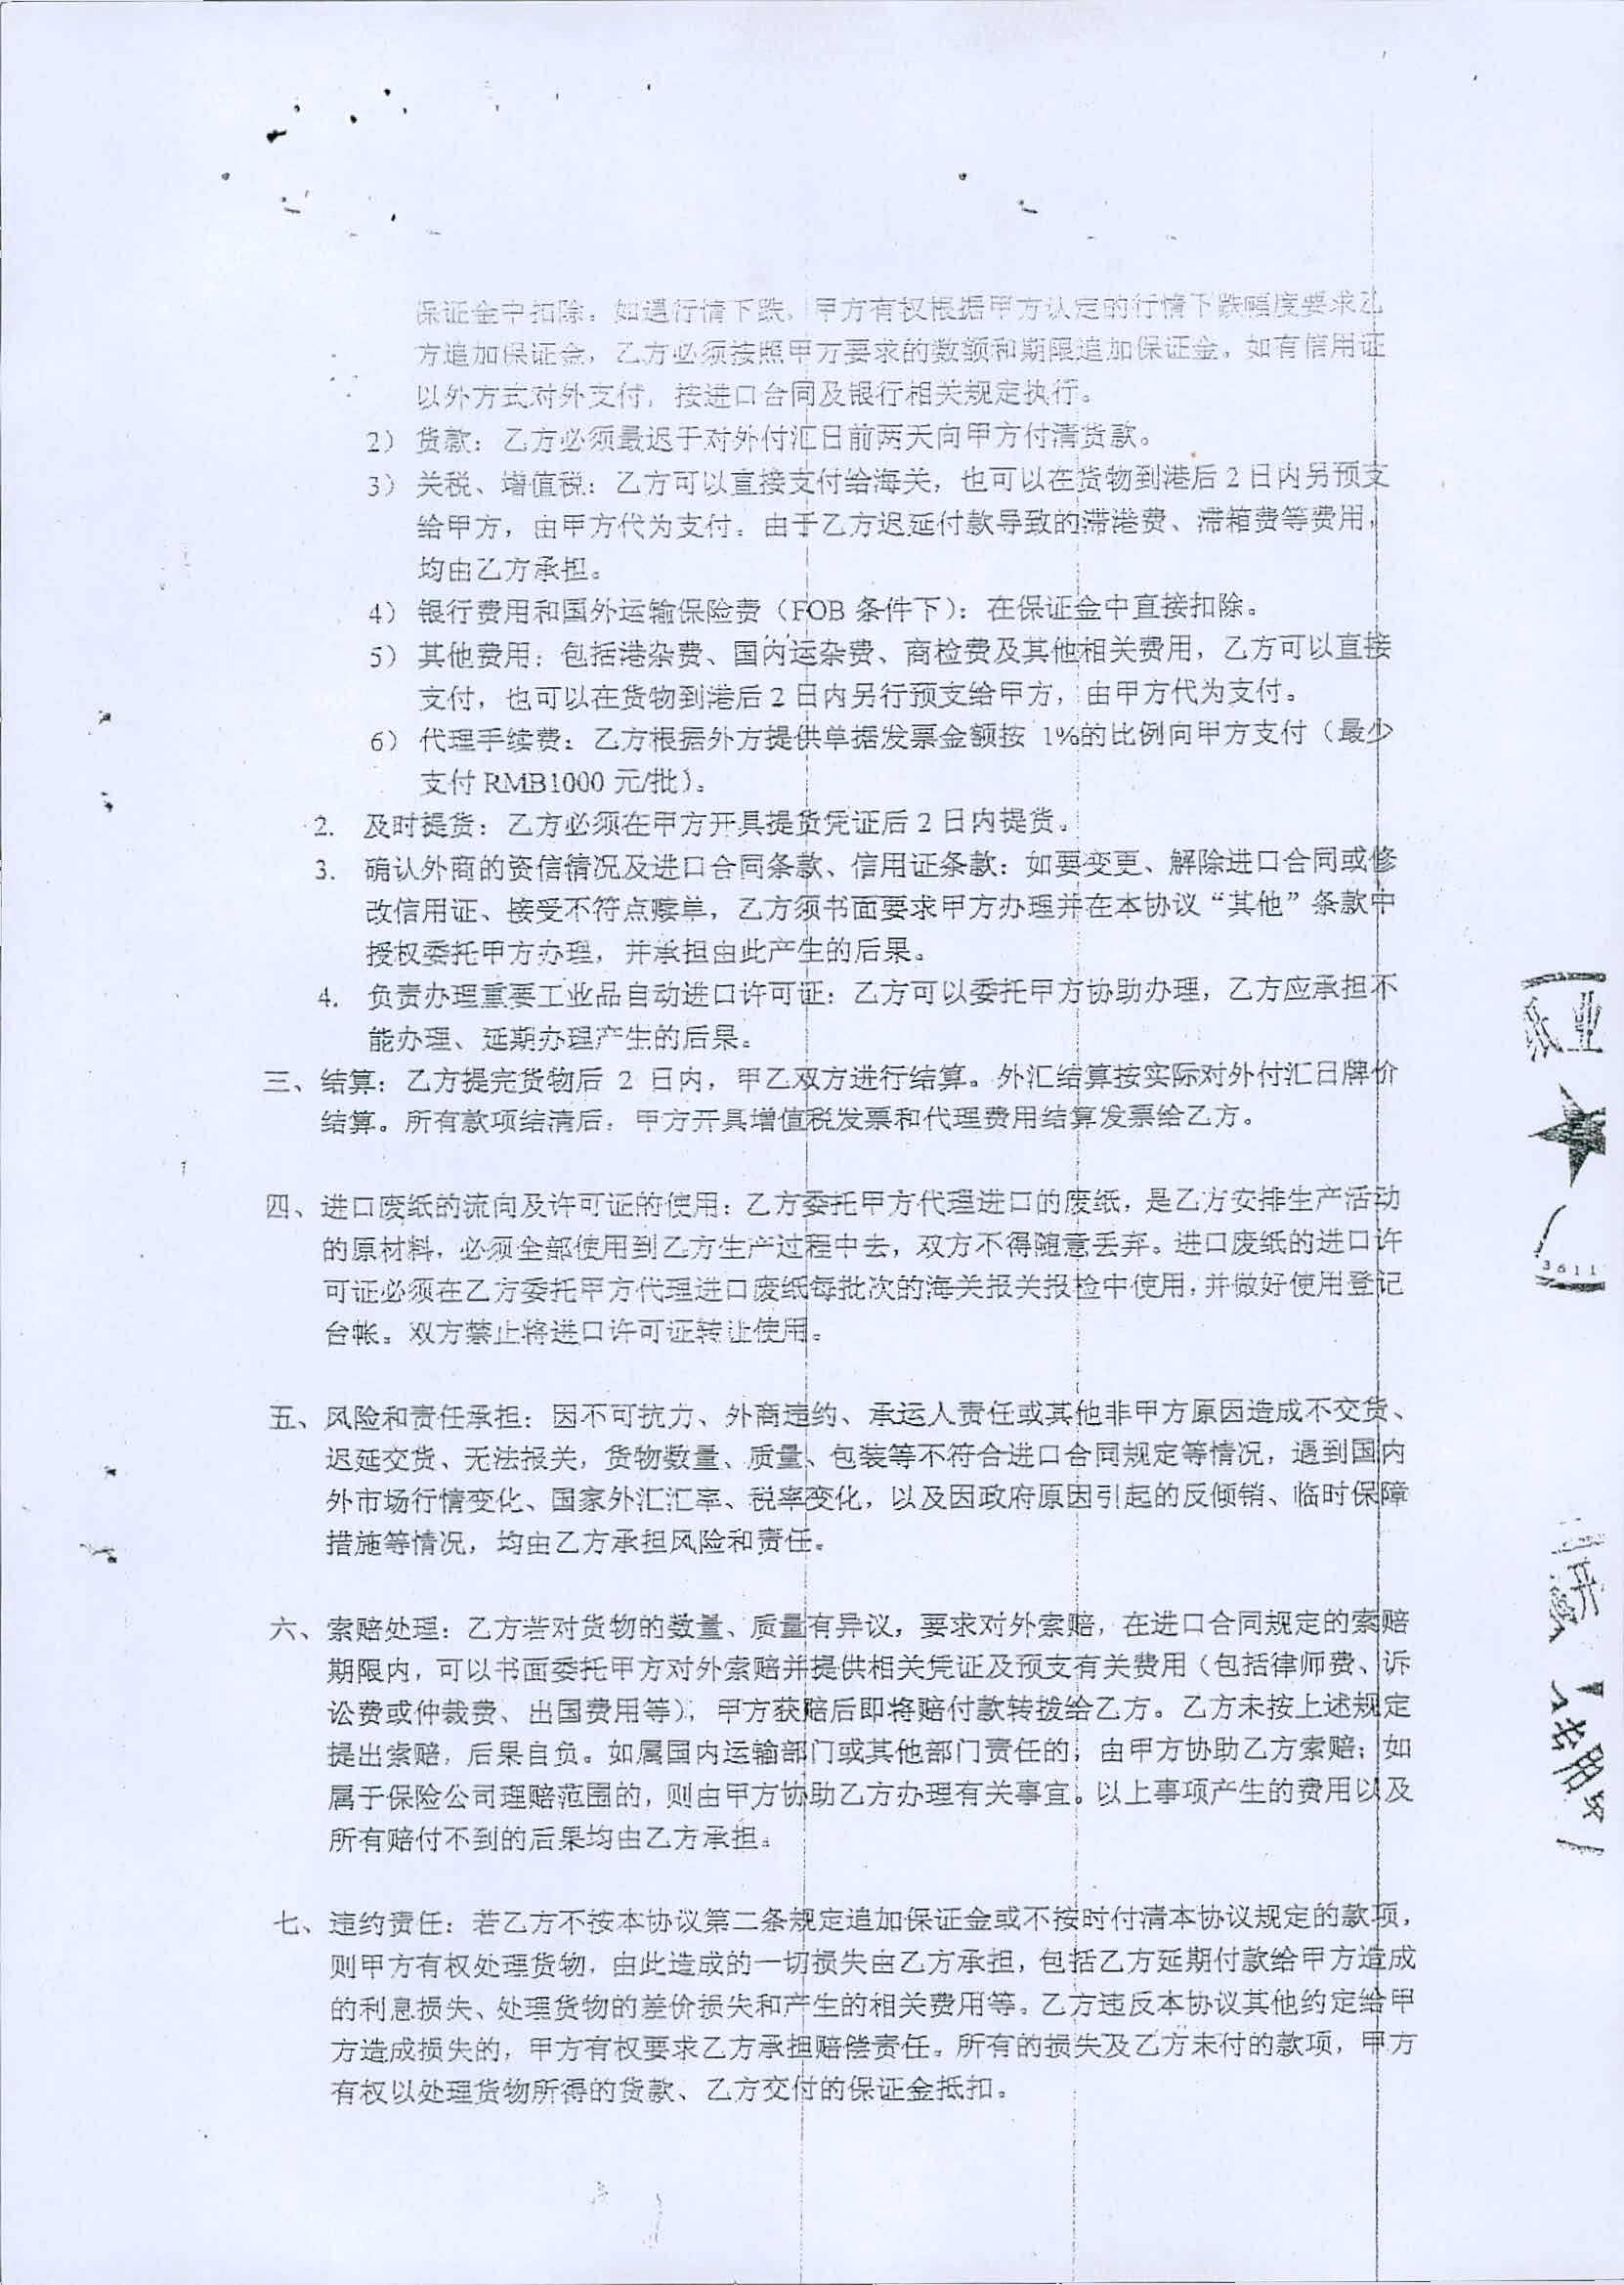 保证金中扣除。如遇行情下跌，甲方有权根据甲方认定的行情下跌幅度要求乙
方追加保证金，乙方必须按照甲方要求的数额和期限追加保证金。如有信用证
以外方式对外支付，按进口合同及银行相关规定执行。
2） 货款：乙方必须最迟于对外付汇日前两天向甲方付清货款。
3） 关税、增值税：乙方可以直接支付给海关，也可以在货物到港后 2 日内另预支
给甲方，由甲方代为支付。由于乙方迟延付款导致的滞港费、滞箱费等费用，
均由乙方承担。
4） 银行费用和国外运输保险费（FOB 条件下）：在保证金中直接扣除。
5） 其他费用：包括港杂费、国内运杂费、商检费及其他相关费用，乙方可以直接
支付，也可以在货物到港后 2 日内另行预支给甲方，由甲方代为支付。
6） 代理手续费：乙方根据外方提供单据发票金额按 1%的比例向甲方支付（最少
支付 RMB1000 元/批）。
2. 及时提货：乙方必须在甲方开具提货凭证后 2 日内提货。
3. 确认外商的资信情况及进口合同条款、信用证条款：如要变更、解除进口合同或修
改信用证、接受不符点赎单，乙方须书面要求甲方办理并在本协议“其他”条款中
授权委托甲方办理，并承担由此产生的后果。
4. 负责办理重要工业品自动进口许可证：乙方可以委托甲方协助办理，乙方应承担不
能办理、延期办理产生的后果。
三、结算：乙方提完货物后 2 日内，甲乙双方进行结算。外汇结算按实际对外付汇日牌价
结算。所有款项结清后，甲方开具增值税发票和代理费用结算发票给乙方。
四、进口废纸的流向及许可证的使用：乙方委托甲方代理进口的废纸，是乙方安排生产活动
的原材料，必须全部使用到乙方生产过程中去，双方不得随意丢弃。进口废纸的进口许
可证必须在乙方委托甲方代理进口废纸每批次的海关报关报检中使用，并做好使用登记
台帐。双方禁止将进口许可证转让使用。
五、风险和责任承担：因不可抗力、外商违约、承运人责任或其他非甲方原因造成不交货、
迟延交货、无法报关，货物数量、质量、包装等不符合进口合同规定等情况，遇到国内
外市场行情变化、国家外汇汇率、税率变化，以及因政府原因引起的反倾销、临时保障
措施等情况，均由乙方承担风险和责任。
六、索赔处理：乙方若对货物的数量、质量有异议，要求对外索赔，在进口合同规定的索赔
期限内，可以书面委托甲方对外索赔并提供相关凭证及预支有关费用（包括律师费、诉
讼费或仲裁费、出国费用等），甲方获赔后即将赔付款转拨给乙方。乙方未按上述规定
提出索赔，后果自负。如属国内运输部门或其他部门责任的，由甲方协助乙方索赔；如
属于保险公司理赔范围的，则由甲方协助乙方办理有关事宜。以上事项产生的费用以及
所有赔付不到的后果均由乙方承担。
七、违约责任：若乙方不按本协议第二条规定追加保证金或不按时付清本协议规定的款项，
则甲方有权处理货物，由此造成的一切损失由乙方承担，包括乙方延期付款给甲方造成
的利息损失、处理货物的差价损失和产生的相关费用等。乙方违反本协议其他约定给甲
方造成损失的，甲方有权要求乙方承担赔偿责任。所有的损失及乙方未付的款项，甲方
有权以处理货物所得的货款、乙方交付的保证金抵扣。
纸业
3611